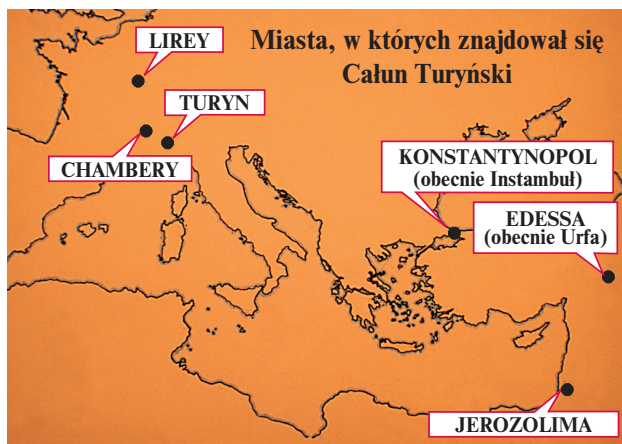 Miasta, w których znajdował się
Całun Turyński
LIREY
TURYN
CHAMBERY
KONSTANTYNOPOL
(obecnie Instambuł)
EDESSA
(obecnie Urfa)
JEROZOLIMA